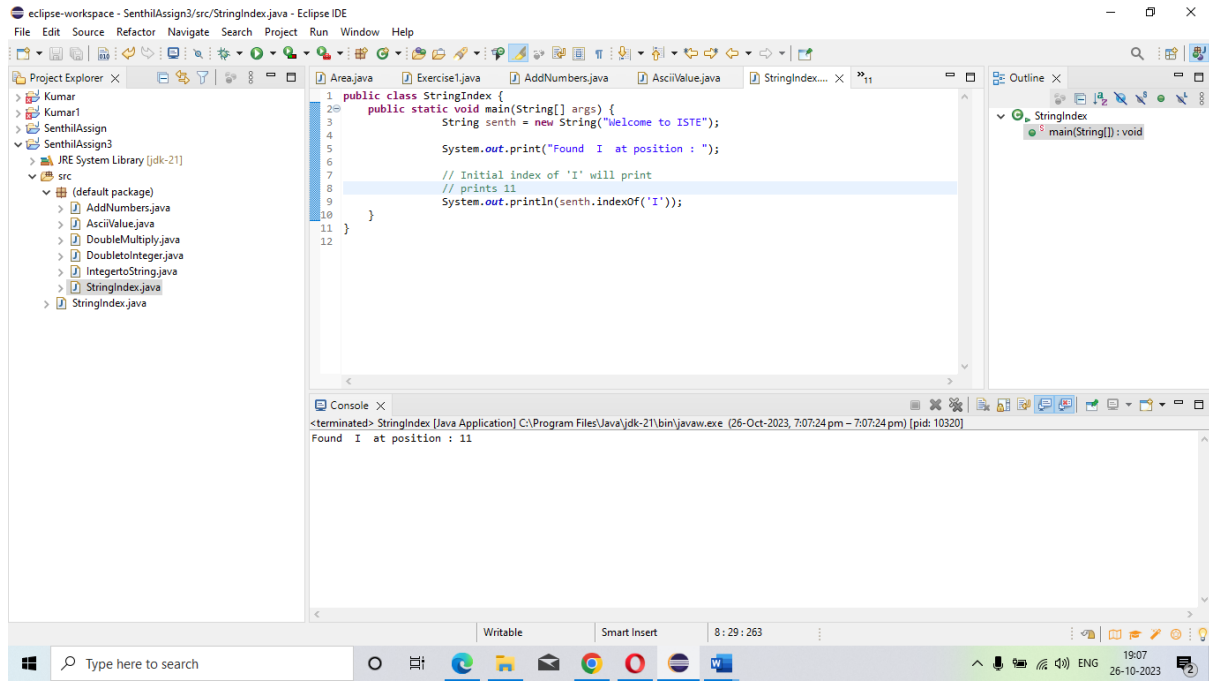 eclipse-workspace - SenthilAssign3/src/StringIndex.java - Eclipse IDE
File Edit Source Refactor Navigate Search Project Run Window Help
Project Explorer
Area.java Exercise1.java AddNumbers.java AsciiValue.java StringIndex.... »11
Outline
Kumar
Kumar1
SenthilAssign
SenthilAssign3
JRE System Library [jdk-21]
src
(default package)
AddNumbers.java
AsciiValue.java
DoubleMultiply.java
DoubletoInteger.java
IntegertoString.java
StringIndex.java
StringIndex.java
1 public class StringIndex {
2 public static void main(String[] args) {
3 String senth = new String("Welcome to ISTE");
4
5 System.out.print("Found  I  at position : ");
6
7 // Initial index of 'I' will print
8 // prints 11
9 System.out.println(senth.indexOf('I'));
10 }
11 }
12
StringIndex
main(String[]) : void
Console
<terminated> StringIndex [Java Application] C:\Program Files\Java\jdk-21\bin\javaw.exe (26-Oct-2023, 7:07:24 pm – 7:07:24 pm) [pid: 10320]
Found  I  at position : 11
Writable Smart Insert 8 : 29 : 263
Type here to search
ENG
19:07
26-10-2023
2